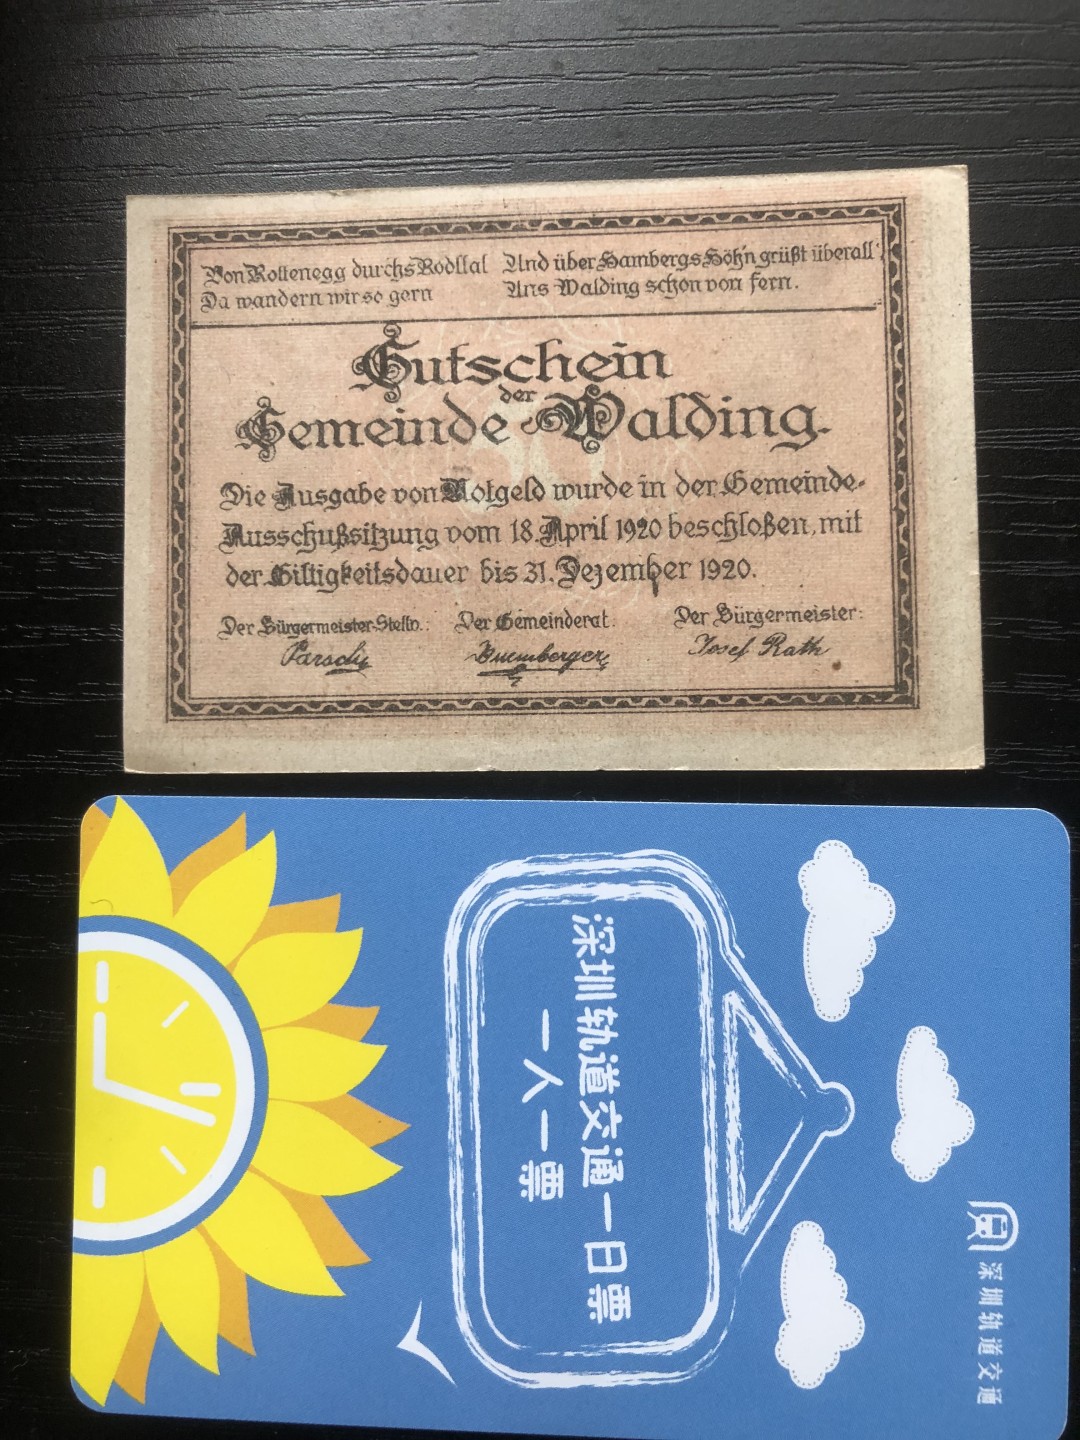 Von Rottenegg durchs Rodltal
Da wandern wir so gern
Und über Hambergs Höh'n grüßt überall
Uns Walding schon von fern.
Gutschein
der
Gemeinde Walding.
50
Die Ausgabe von Notgeld wurde in der Gemeinde-
Ausschußsitzung vom 18. April 1920 beschloßen, mit
der Giltigkeitsdauer bis 31. Dezember 1920.
Der Bürgermeister-Stellv.:
Der Gemeinderat:
Der Bürgermeister:
Josef Rath
深圳轨道交通一日票
一人一票
深圳轨道交通